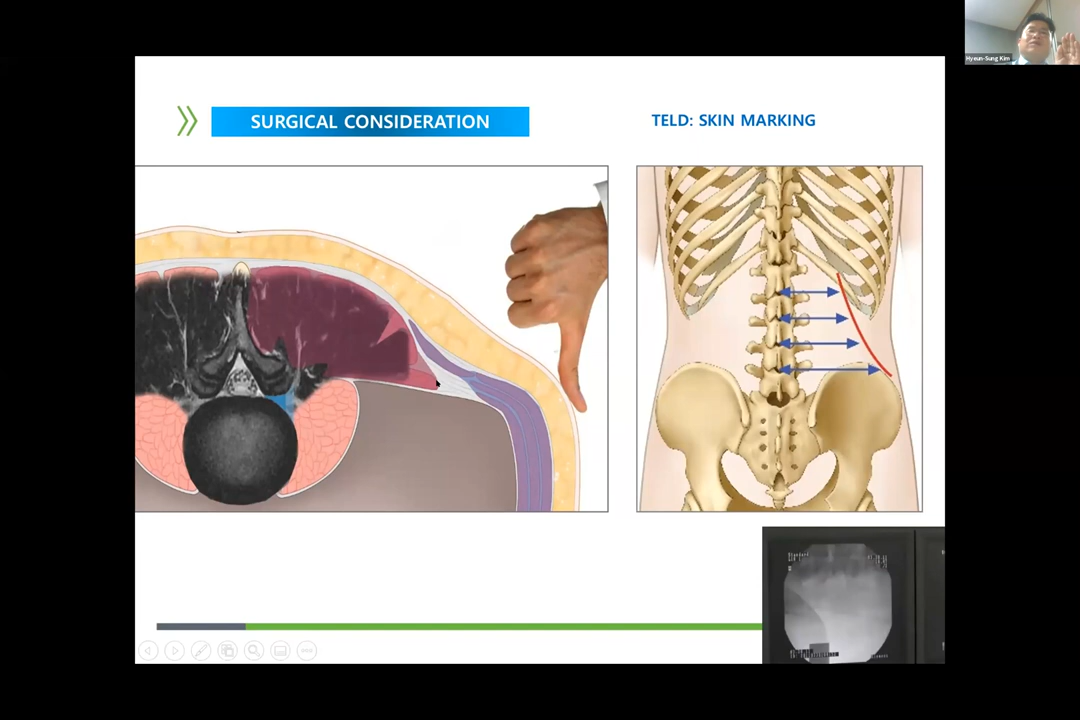 Hyeun-Sung Kim
SURGICAL CONSIDERATION
TELD: SKIN MARKING